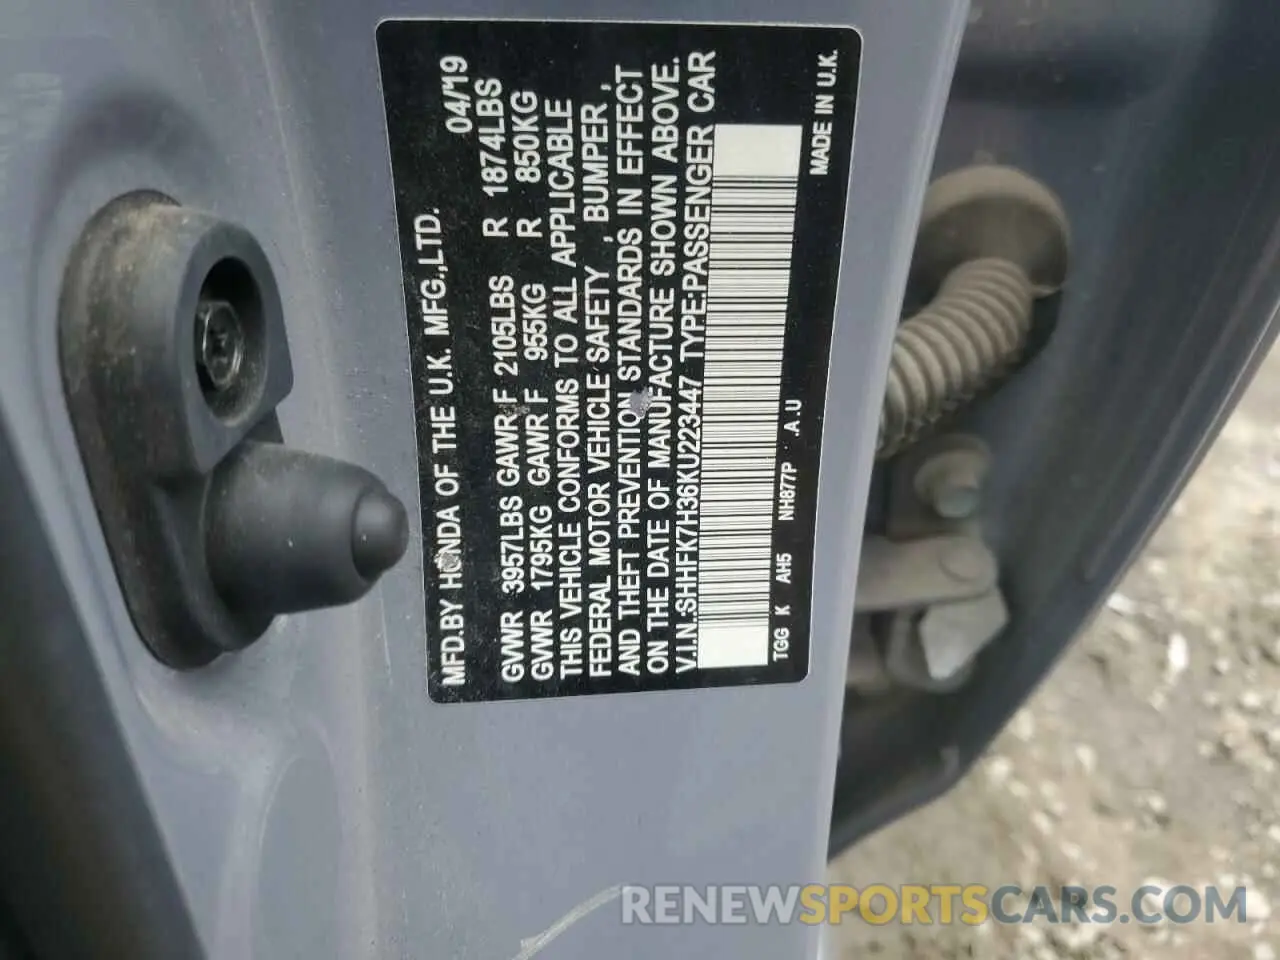 MFD.BY HONDA OF THE U.K. MFG.,LTD. 04/19
GVWR 3957LBS GAWR F 2105LBS R 1874LBS
GVWR 1795KG GAWR F 955KG R 850KG
THIS VEHICLE CONFORMS TO ALL APPLICABLE
FEDERAL MOTOR VEHICLE SAFETY , BUMPER ,
AND THEFT PREVENTION STANDARDS IN EFFECT
ON THE DATE OF MANUFACTURE SHOWN ABOVE.
V.I.N.:SHHFK7H36KU223447 TYPE:PASSENGER CAR
TGG K AH5 NH877P .A.U MADE IN U.K.
RENEWSPORTSCARS.COM